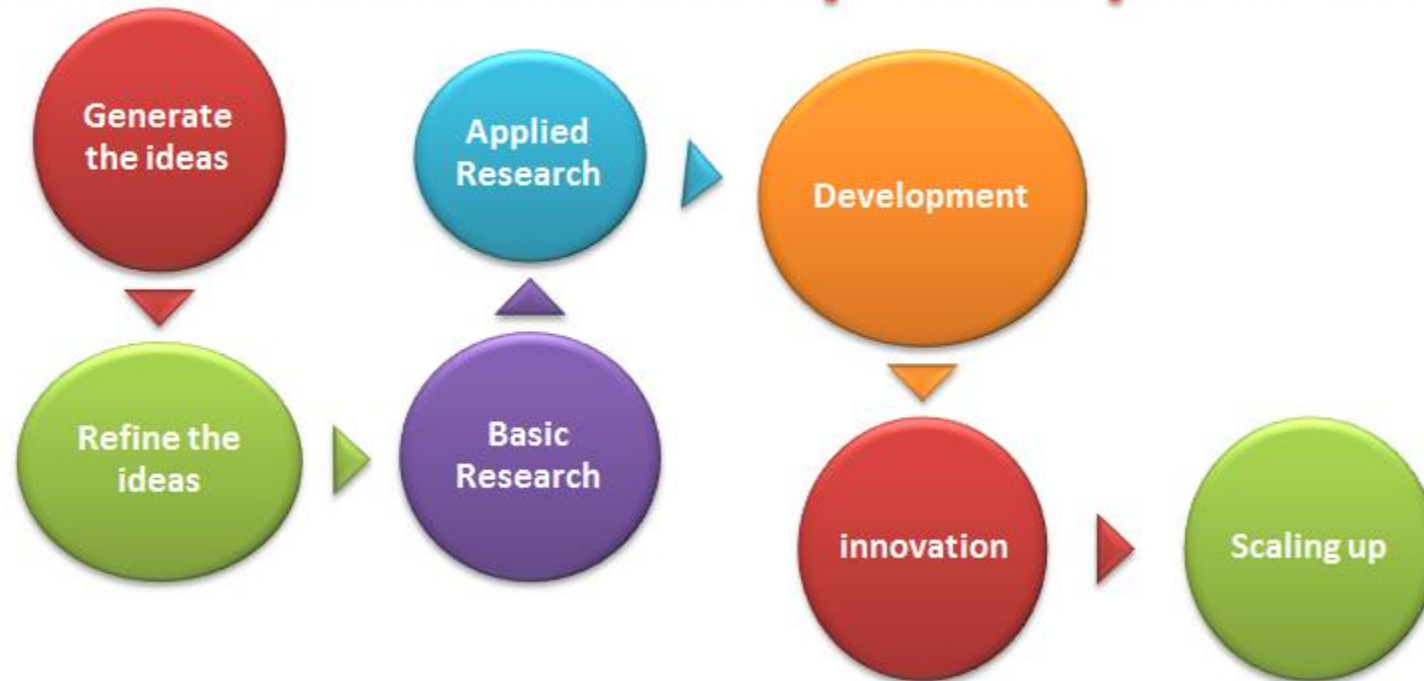 Generate
the ideas
Refine the
ideas
Basic
Research
Applied
Research
Development
innovation
Scaling up